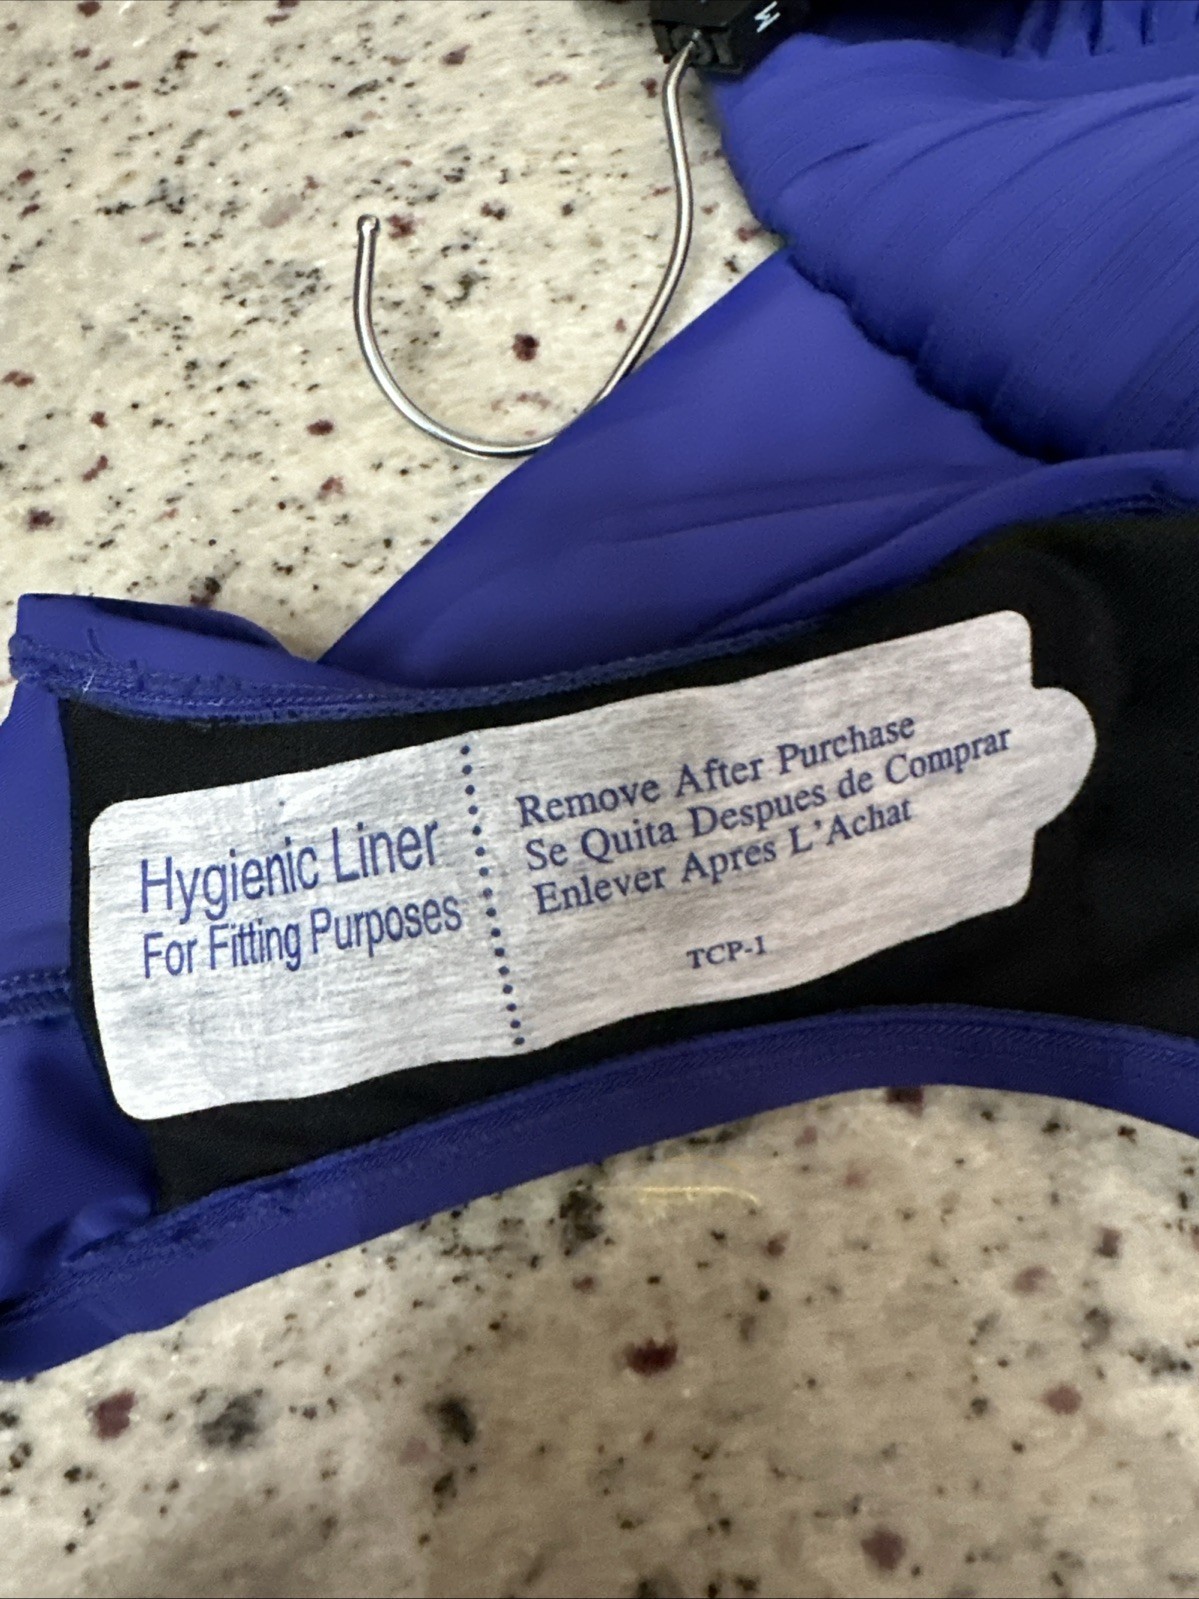 M
Hygienic Liner
For Fitting Purposes
Remove After Purchase
Se Quita Despues de Comprar
Enlever Apres L'Achat
TCP-1